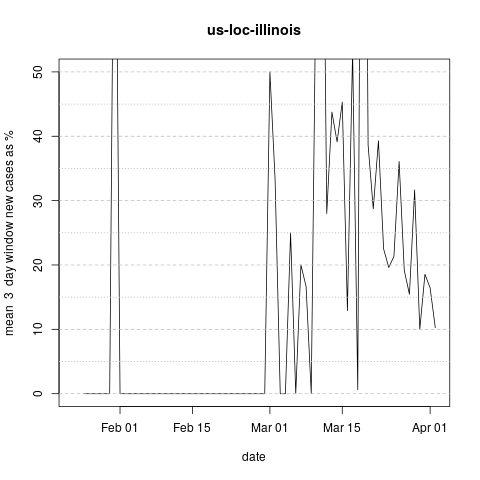 us-loc-illinois
mean  3  day window new cases as %
50
40
30
20
10
0
Feb 01
Feb 15
Mar 01
Mar 15
Apr 01
date